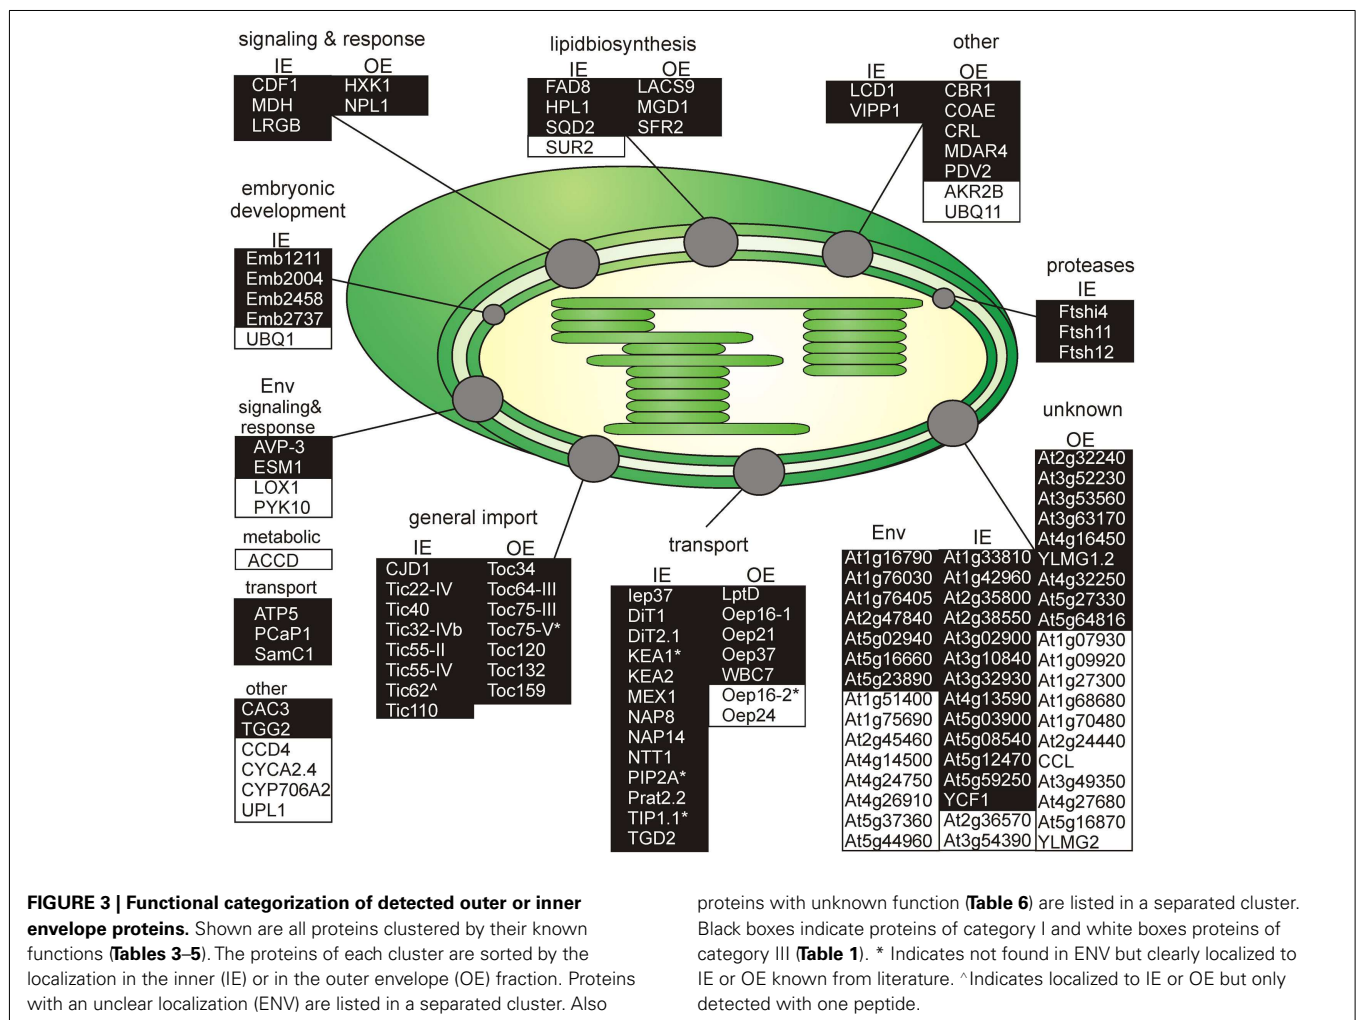 signaling & response
IE OE
CDF1 HXK1
MDH NPL1
LRGB
lipidbiosynthesis
IE OE
FAD8 LACS9
HPL1 MGD1
SQD2 SFR2
SUR2
other
IE OE
LCD1 CBR1
VIPP1 COAE
CRL
MDAR4
PDV2
AKR2B
UBQ11
embryonic
development
IE
Emb1211
Emb2004
Emb2458
Emb2737
UBQ1
proteases
IE
Ftshi4
Ftsh11
Ftsh12
Env
signaling&
response
AVP-3
ESM1
LOX1
PYK10
metabolic
ACCD
transport
ATP5
PCaP1
SamC1
other
CAC3
TGG2
CCD4
CYCA2.4
CYP706A2
UPL1
general import
IE OE
CJD1 Toc34
Tic22-IV Toc64-III
Tic40 Toc75-III
Tic32-IVb Toc75-V*
Tic55-II Toc120
Tic55-IV Toc132
Tic62^ Toc159
Tic110
transport
IE OE
Iep37 LptD
DiT1 Oep16-1
DiT2.1 Oep21
KEA1* Oep37
KEA2 WBC7
MEX1 Oep16-2*
NAP8 Oep24
NAP14
NTT1
PIP2A*
Prat2.2
TIP1.1*
TGD2
unknown
OE
At2g32240
At3g52230
At3g53560
At3g63170
At4g16450
Env IE
At1g16790 At1g33810 YLMG1.2
At1g76030 At1g42960 At4g32250
At1g76405 At2g35800 At5g27330
At2g47840 At2g38550 At5g64816
At5g02940 At3g02900 At1g07930
At5g16660 At3g10840 At1g09920
At5g23890 At3g32930 At1g27300
At1g51400 At4g13590 At1g68680
At1g75690 At5g03900 At1g70480
At2g45460 At5g08540 At2g24440
At4g14500 At5g12470 CCL
At4g24750 At5g59250 At3g49350
At4g26910 YCF1 At4g27680
At5g37360 At2g36570 At5g16870
At5g44960 At3g54390 YLMG2
FIGURE 3 | Functional categorization of detected outer or inner
envelope proteins. Shown are all proteins clustered by their known
functions (Tables 3–5). The proteins of each cluster are sorted by the
localization in the inner (IE) or in the outer envelope (OE) fraction. Proteins
with an unclear localization (ENV) are listed in a separated cluster. Also
proteins with unknown function (Table 6) are listed in a separated cluster.
Black boxes indicate proteins of category I and white boxes proteins of
category III (Table 1). * Indicates not found in ENV but clearly localized to
IE or OE known from literature. ^Indicates localized to IE or OE but only
detected with one peptide.